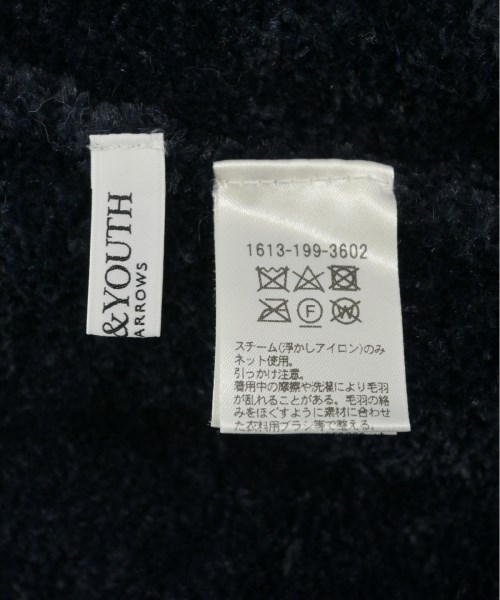 &YOUTH
ARROWS
1613-199-3602
F
W
スチーム(浮かしアイロン)のみ
ネット使用。
引っかけ注意。
着用中の摩擦や洗濯により毛羽
が乱れることがある。毛羽の絡
みをほぐすように素材に合わせ
た衣料用ブラシ等で整える。